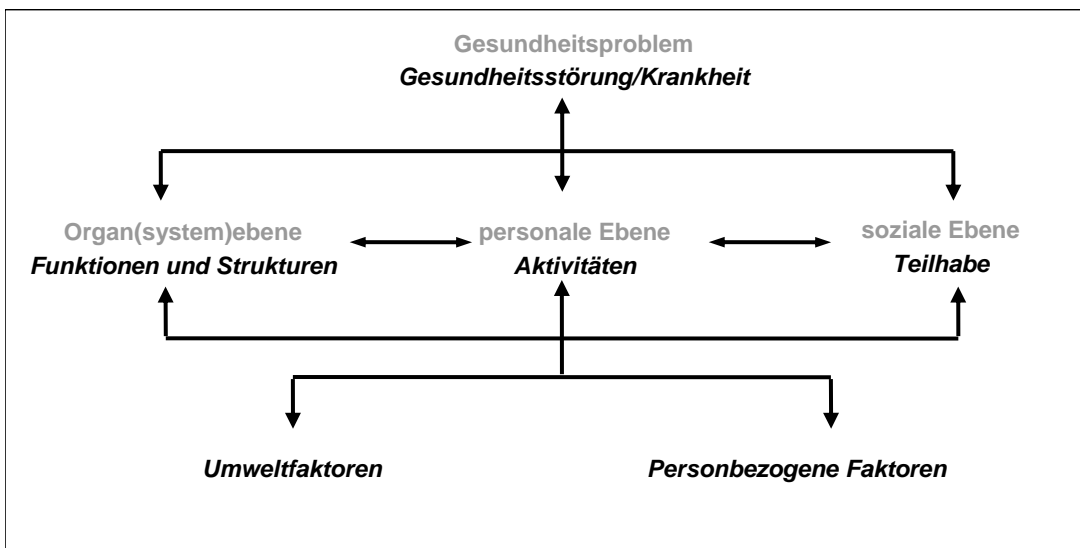 Gesundheitsproblem
Gesundheitsstörung/Krankheit
Organ(system)ebene
Funktionen und Strukturen
personale Ebene
Aktivitäten
soziale Ebene
Teilhabe
Umweltfaktoren
Personbezogene Faktoren